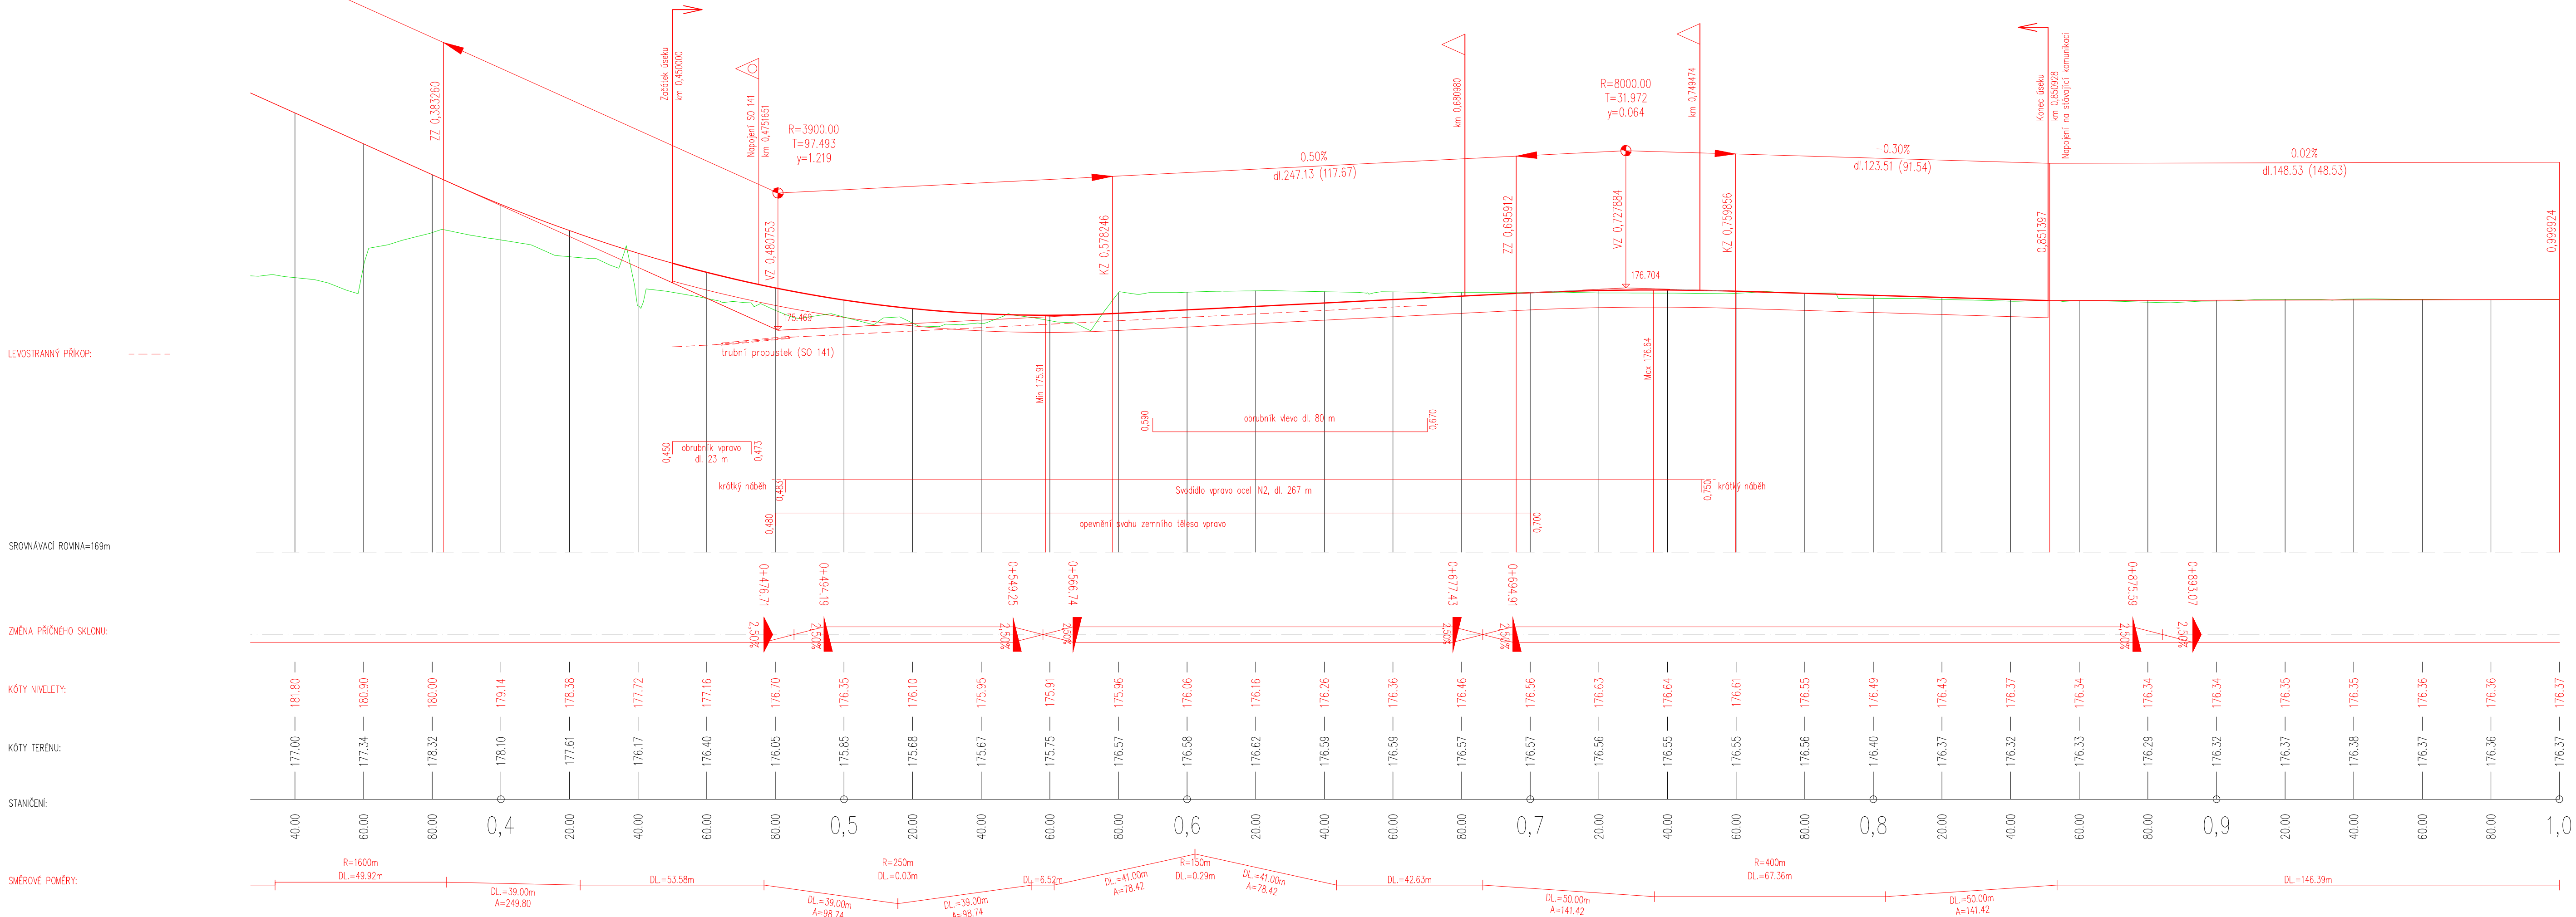 Začátek úseku
km 0,450000
Napojení SO 141
km 0,4751651
ZZ 0,383260
R=3900.00
T=97.493
y=1.219
VZ 0,480753
175.469
trubní propustek (SO 141)
KZ 0,578246
0.50%
dl.247.13 (117.67)
km 0,680980
ZZ 0,695912
R=8000.00
T=31.972
y=0.064
VZ 0,727884
176.704
km 0,749474
KZ 0,759856
-0.30%
dl.123.51 (91.54)
Konec úseku
km 0,850928
Napojení na stávající komunikaci
0,851397
0.02%
dl.148.53 (148.53)
0,999924
LEVOSTRANNÝ PŘÍKOP:
Min 175.91
Max 176.64
0,590
obrubník vlevo dl. 80 m
0,670
0,450
obrubník vpravo
dl. 23 m
0,473
krátký náběh
0,483
Svodidlo vpravo ocel N2, dl. 267 m
0,750
krátký náběh
0,480
opevnění svahu zemního tělesa vpravo
0,700
SROVNÁVACÍ ROVINA=169m
0+476.71
0+494.19
0+549.25
0+566.74
0+677.43
0+694.91
0+875.59
0+893.07
ZMĚNA PŘÍČNÉHO SKLONU:
2,50%
2,50%
2,50%
2,50%
2,50%
2,50%
2,50%
2,50%
KÓTY NIVELETY:
181.80 180.90 180.00 179.14 178.38 177.72 177.16 176.70 176.35 176.10 175.95 175.91 175.96 176.06 176.16 176.26 176.36 176.46 176.56 176.63 176.64 176.61 176.55 176.49 176.43 176.37 176.34 176.34 176.34 176.35 176.35 176.36 176.36 176.37
KÓTY TERÉNU:
177.00 177.34 178.32 178.10 177.61 176.17 176.40 176.05 175.85 175.68 175.67 175.75 176.57 176.58 176.62 176.59 176.59 176.57 176.57 176.56 176.55 176.55 176.56 176.40 176.37 176.32 176.33 176.29 176.32 176.37 176.38 176.37 176.36 176.37
STANIČENÍ:
40.00 60.00 80.00 0,4 20.00 40.00 60.00 80.00 0,5 20.00 40.00 60.00 80.00 0,6 20.00 40.00 60.00 80.00 0,7 20.00 40.00 60.00 80.00 0,8 20.00 40.00 60.00 80.00 0,9 20.00 40.00 60.00 80.00 1,0
SMĚROVÉ POMĚRY:
R=1600m
DL.=49.92m
DL.=39.00m
A=249.80
DL.=53.58m
DL.=39.00m
A=98.74
R=250m
DL.=0.03m
DL.=39.00m
A=98.74
DL.=6.52m
DL.=41.00m
A=78.42
R=150m
DL.=0.29m
DL.=41.00m
A=78.42
DL.=42.63m
DL.=50.00m
A=141.42
R=400m
DL.=67.36m
DL.=50.00m
A=141.42
DL.=146.39m